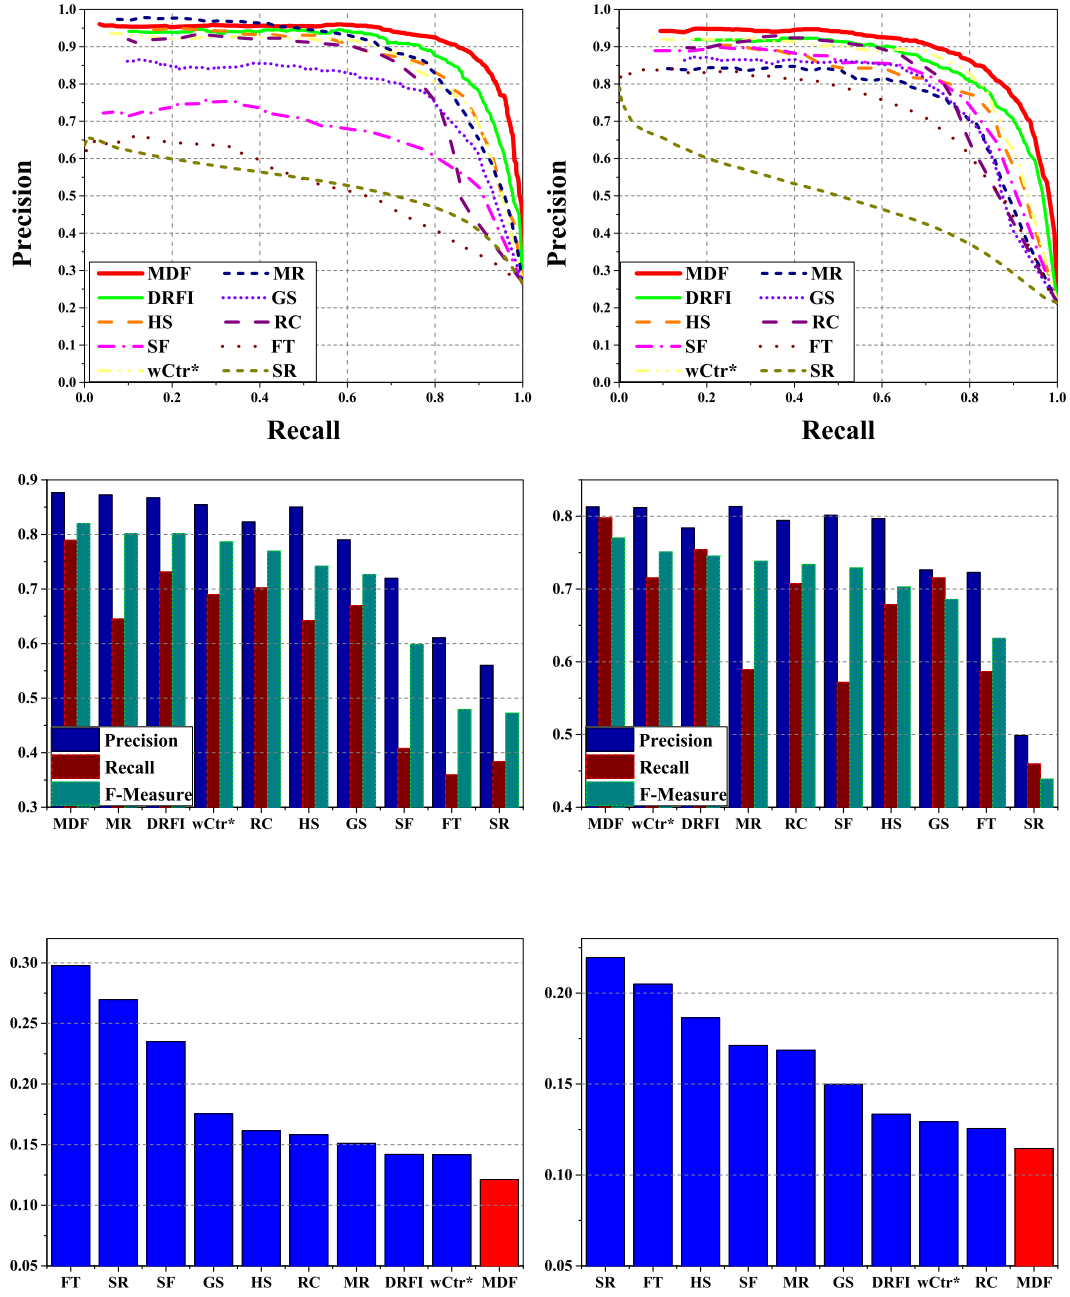 1.0
0.9
0.8
0.7
0.6
0.5
0.4
0.3
0.2
0.1
0.0
Precision
MDF MR
DRFI GS
HS RC
SF FT
wCtr* SR
0.0 0.2 0.4 0.6 0.8 1.0
Recall
1.0
0.9
0.8
0.7
0.6
0.5
0.4
0.3
0.2
0.1
0.0
Precision
MDF MR
DRFI GS
HS RC
SF FT
wCtr* SR
0.0 0.2 0.4 0.6 0.8 1.0
Recall
0.9
0.8
0.7
0.6
0.5
0.4
0.3
Precision
Recall
F-Measure
MDF MR DRFI wCtr* RC HS GS SF FT SR
0.8
0.7
0.6
0.5
0.4
Precision
Recall
F-Measure
MDF wCtr* DRFI MR RC SF HS GS FT SR
0.30
0.25
0.20
0.15
0.10
0.05
FT SR SF GS HS RC MR DRFI wCtr* MDF
0.20
0.15
0.10
0.05
SR FT HS SF MR GS DRFI wCtr* RC MDF